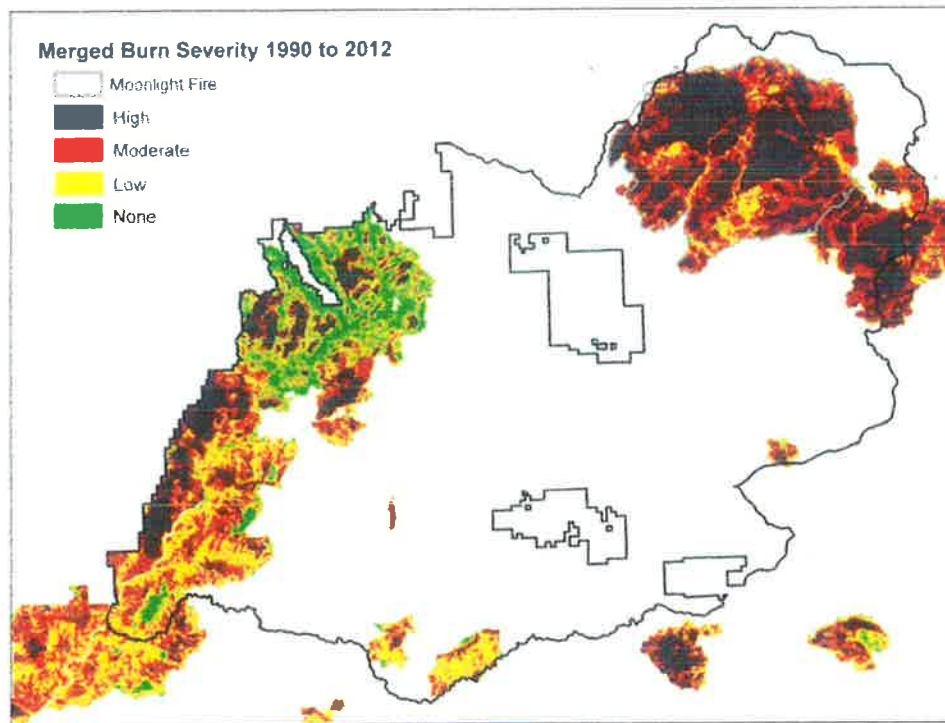 Merged Burn Severity 1990 to 2012
Moonlight Fire
High
Moderate
Low
None